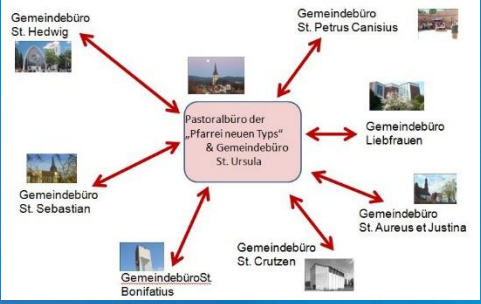 Gemeindebüro
St. Hedwig
Gemeindebüro
St. Petrus Canisius
Pastoralbüro der
„Pfarrei neuen Typs“
& Gemeindebüro
St. Ursula
Gemeindebüro
Liebfrauen
Gemeindebüro
St. Sebastian
Gemeindebüro
St. Aureus et Justina
Gemeindebüro
St. Crutzen
GemeindebüroSt.
Bonifatius